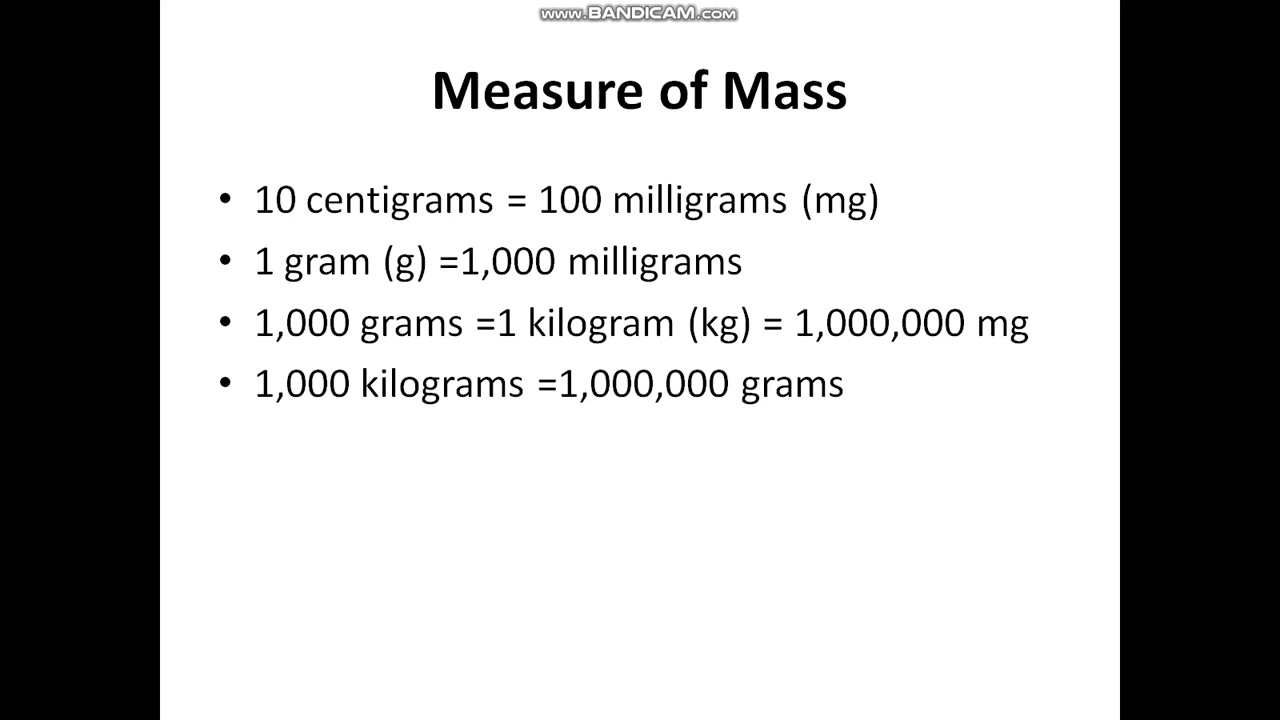 www.BANDICAM.com
Measure of Mass
• 10 centigrams = 100 milligrams (mg)
• 1 gram (g) =1,000 milligrams
• 1,000 grams =1 kilogram (kg) = 1,000,000 mg
• 1,000 kilograms =1,000,000 grams